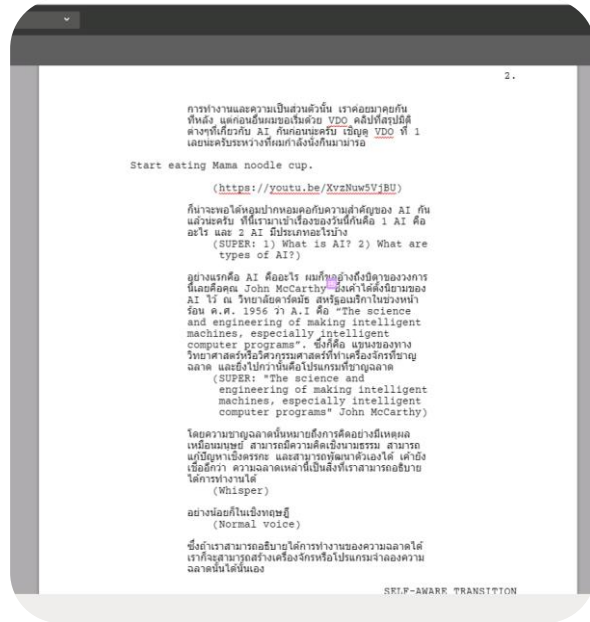 2.
การทำงานและความเป็นส่วนตัวนั้น เราค่อยมาคุยกัน
ทีหลัง แต่ก่อนอื่นผมขอเริ่มด้วย VDO คลิปที่สรุปมิติ
ต่างๆที่เกี่ยวกับ AI กันก่อนนะครับ เชิญดู VDO ที่ 1
เลยนะครับระหว่างที่ผมกำลังนั่งกินมาม่ารอ
Start eating Mama noodle cup.
(https://youtu.be/XvzNuw5VjBU)
ก็น่าจะพอได้หอมปากหอมคอกับความสำคัญของ AI กัน
แล้วนะครับ ทีนี้เรามาเข้าเรื่องของวันนี้กันคือ 1 AI คือ
อะไร และ 2 AI มีประเภทอะไรบ้าง
(SUPER: 1) What is AI? 2) What are
types of AI?)
อย่างแรกคือ AI คืออะไร ผมก็ขออ้างถึงบิดาของวงการ
นี้เลยคือคุณ John McCarthy ซึ่งเค้าได้ตั้งนิยามของ
AI ไว้ ณ วิทยาลัยดาร์ตมัธ สหรัฐอเมริกาในช่วงหน้า
ร้อน ค.ศ. 1956 ว่า A.I คือ "The science
and engineering of making intelligent
machines, especially intelligent
computer programs". ซึ่งก็คือ แขนงของทาง
วิทยาศาสตร์หรือวิศวกรรมศาสตร์ที่ทำเครื่องจักรที่ชาญ
ฉลาด และยิ่งไปกว่านั้นคือโปรแกรมที่ชาญฉลาด
(SUPER: "The science and
engineering of making intelligent
machines, especially intelligent
computer programs" John McCarthy)
โดยความชาญฉลาดนั้นหมายถึงการคิดอย่างมีเหตุผล
เหมือนมนุษย์ สามารถมีความคิดเชิงนามธรรม สามารถ
แก้ปัญหาเชิงตรรกะ และสามารถพัฒนาตัวเองได้ เค้ายัง
เชื่ออีกว่า ความฉลาดเหล่านี้เป็นสิ่งที่เราสามารถอธิบาย
ได้การทำงานได้
(Whisper)
อย่างน้อยก็ในเชิงทฤษฎี
(Normal voice)
ซึ่งถ้าเราสามารถอธิบายได้การทำงานของความฉลาดได้
เราก็จะสามารถสร้างเครื่องจักรหรือโปรแกรมจำลองความ
ฉลาดนั้นได้นั้นเอง
SELF-AWARE TRANSITION